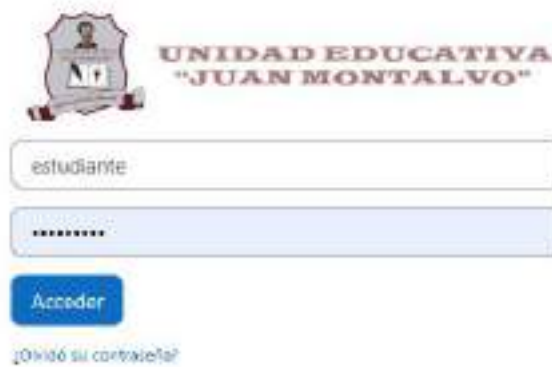 UNIDAD EDUCATIVA
"JUAN MONTALVO"
estudiante
•••••••••
Acceder
¿Olvidó su contraseña?